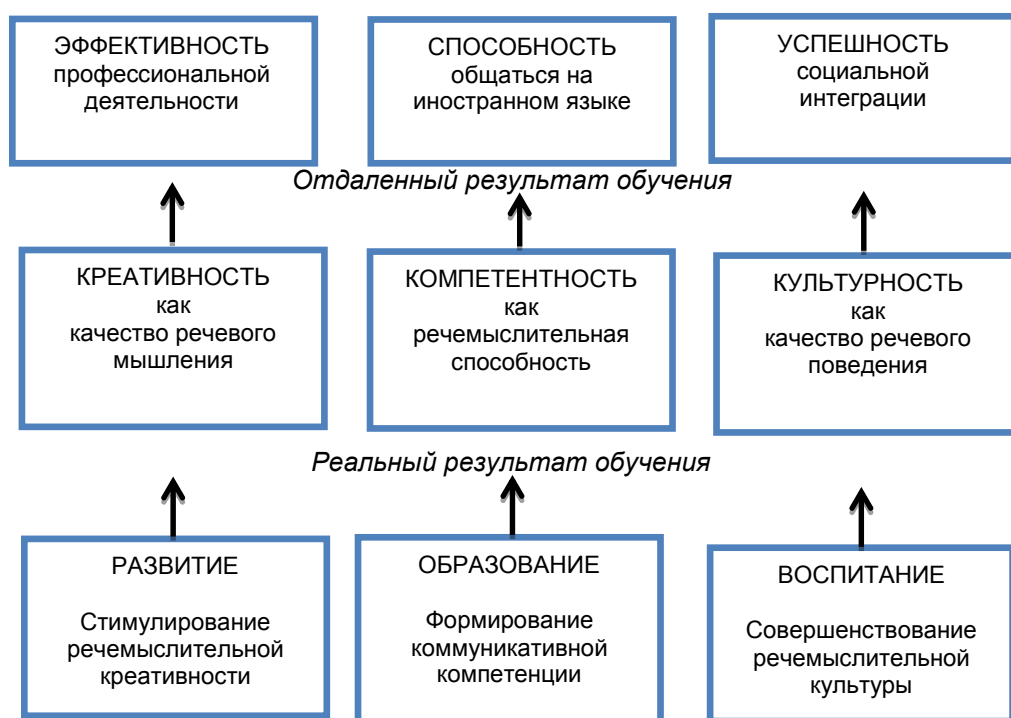 ЭФФЕКТИВНОСТЬ
профессиональной
деятельности
СПОСОБНОСТЬ
общаться на
иностранном языке
УСПЕШНОСТЬ
социальной
интеграции
Отдаленный результат обучения
КРЕАТИВНОСТЬ
как
качество речевого
мышления
КОМПЕТЕНТНОСТЬ
как
речемыслительная
способность
КУЛЬТУРНОСТЬ
как
качество речевого
поведения
Реальный результат обучения
РАЗВИТИЕ
Стимулирование
речемыслительной
креативности
ОБРАЗОВАНИЕ
Формирование
коммуникативной
компетенции
ВОСПИТАНИЕ
Совершенствование
речемыслительной
культуры